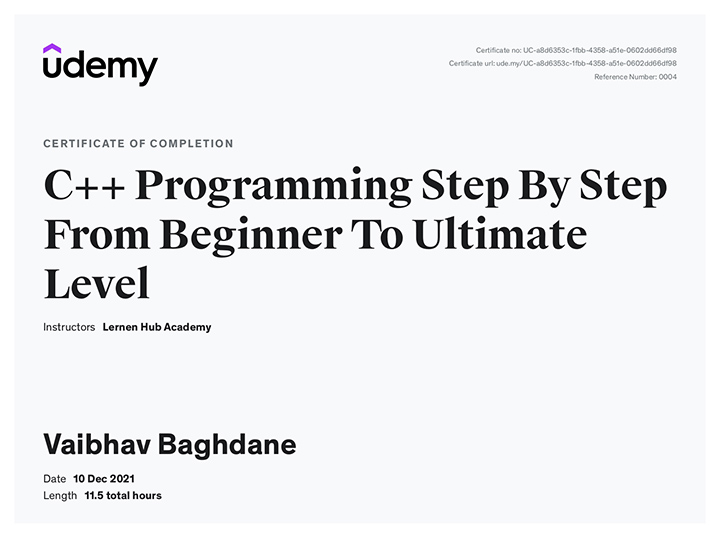 udemy
Certificate no: UC-a8d6353c-1fbb-4358-a51e-0602dd66df98
Certificate url: ude.my/UC-a8d6353c-1fbb-4358-a51e-0602dd66df98
Reference Number: 0004
CERTIFICATE OF COMPLETION
C++ Programming Step By Step
From Beginner To Ultimate
Level
Instructors Lernen Hub Academy
Vaibhav Baghdane
Date 10 Dec 2021
Length 11.5 total hours